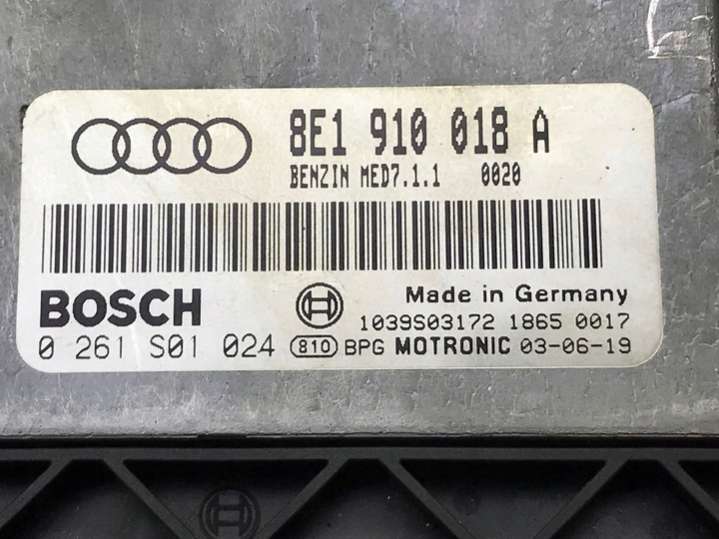 8E1 910 018 A
BENZIN MED7.1.1 0020
BOSCH
Made in Germany
1039S03172 1865 0017
0 261 S01 024 810 BPG MOTRONIC 03-06-19